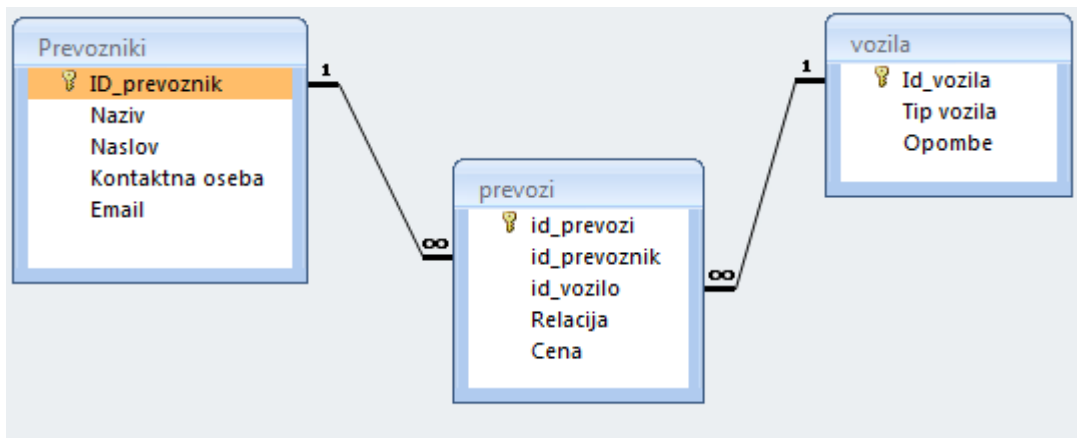 Prevozniki
ID_prevoznik
Naziv
Naslov
Kontaktna oseba
Email
1
∞
prevozi
id_prevozi
id_prevoznik
id_vozilo
Relacija
Cena
1
∞
vozila
Id_vozila
Tip vozila
Opombe